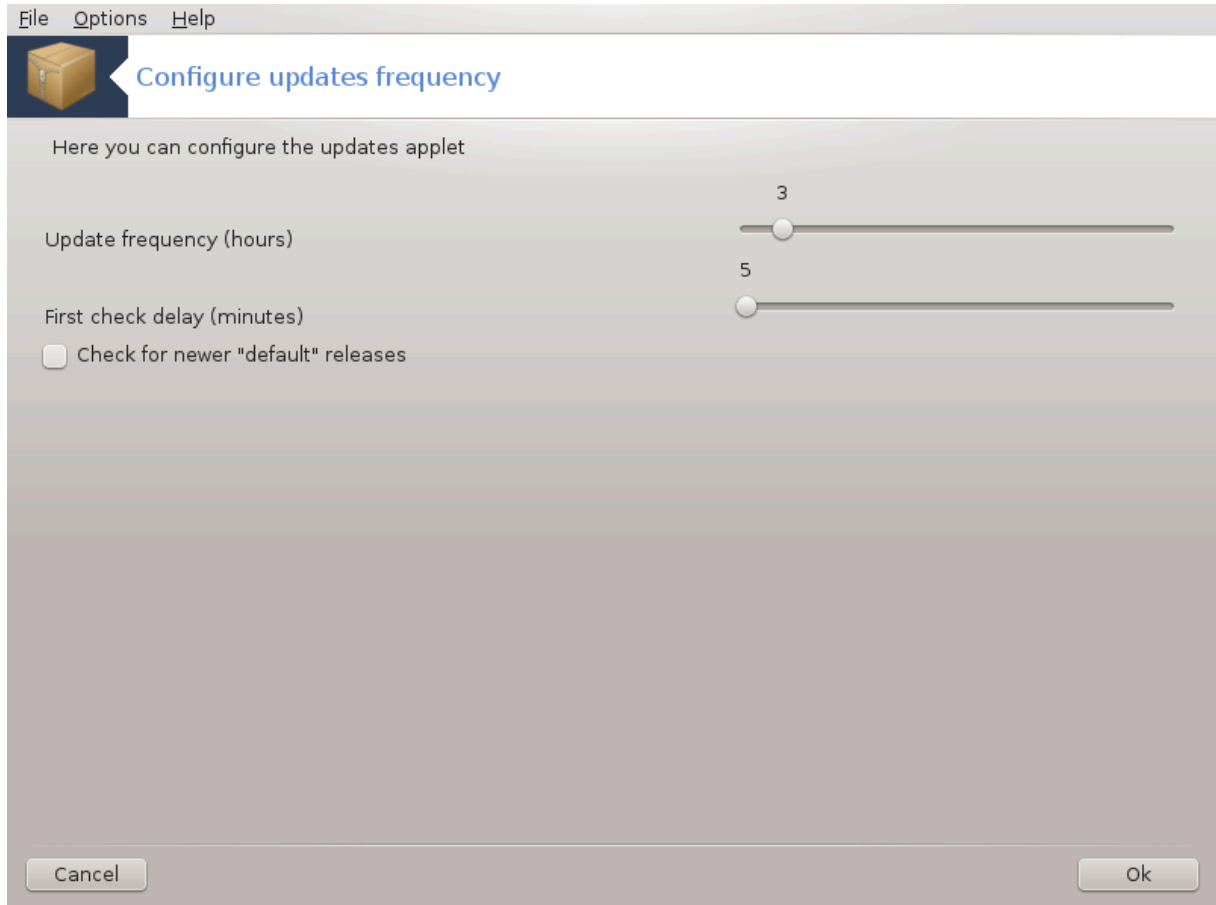 File Options Help
Configure updates frequency
Here you can configure the updates applet
3
Update frequency (hours)
5
First check delay (minutes)
Check for newer "default" releases
Cancel Ok